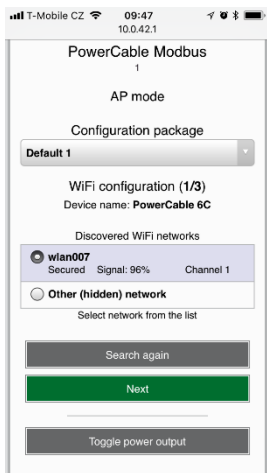 T-Mobile CZ 09:47
10.0.42.1
PowerCable Modbus
1
AP mode
Configuration package
Default 1
WiFi configuration (1/3)
Device name: PowerCable 6C
Discovered WiFi networks
wlan007
Secured Signal: 96% Channel 1
Other (hidden) network
Select network from the list
Search again
Next
Toggle power output